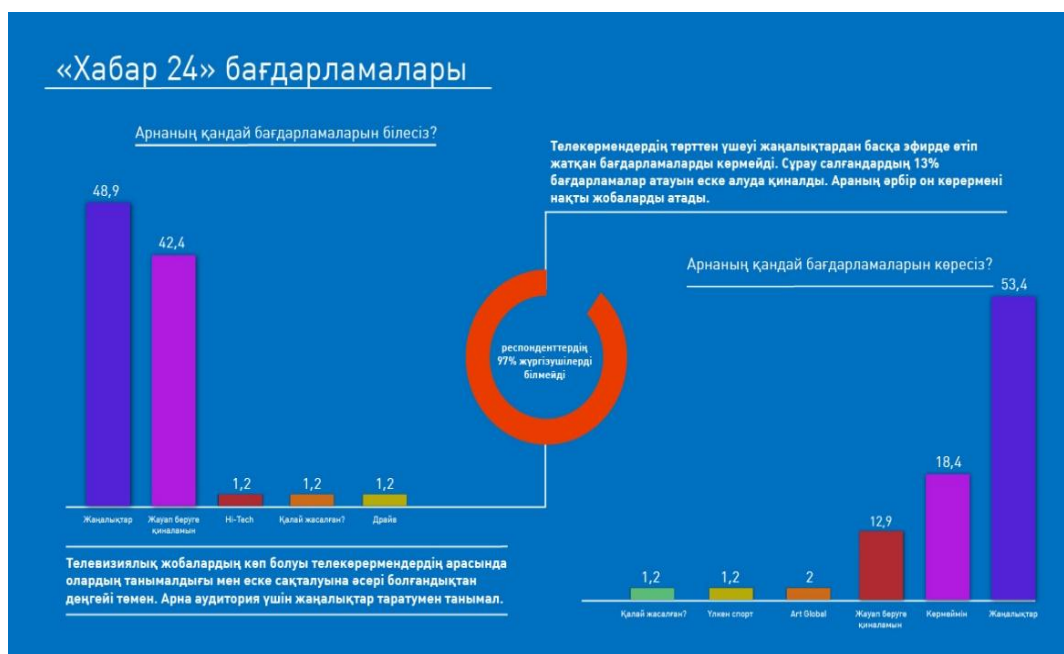 «Хабар 24» бағдарламалары
Арнаның қандай бағдарламаларын білесіз?
48,9
42,4
1,2
1,2
1,2
Жаңалықтар
Жауап беруге
қиналамын
Hi-Tech
Қалай жасалған?
Драйв
Телевизиялық жобалардың көп болуы телекөрермендердің арасында
олардың танымалдығы мен еске сақталуына әсері болғандықтан
деңгейі төмен. Арна аудитория үшін жаңалықтар таратумен танымал.
респонденттердің
97% жүргізушілерді
білмейді
Телекөрмендердің төрттен үшеуі жаңалықтардан басқа эфирде өтіп
жатқан бағдарламаларды көрмейді. Сұрау салғандардың 13%
бағдарламалар атауын еске алуда қиналды. Араның әрбір он көрермені
нақты жобаларды атады.
Арнаның қандай бағдарламаларын көресіз?
1,2
1,2
2
12,9
18,4
53,4
Қалай жасалған?
Үлкен спорт
Art Global
Жауап беруге
қиналамын
Көрмеймін
Жаңалықтар